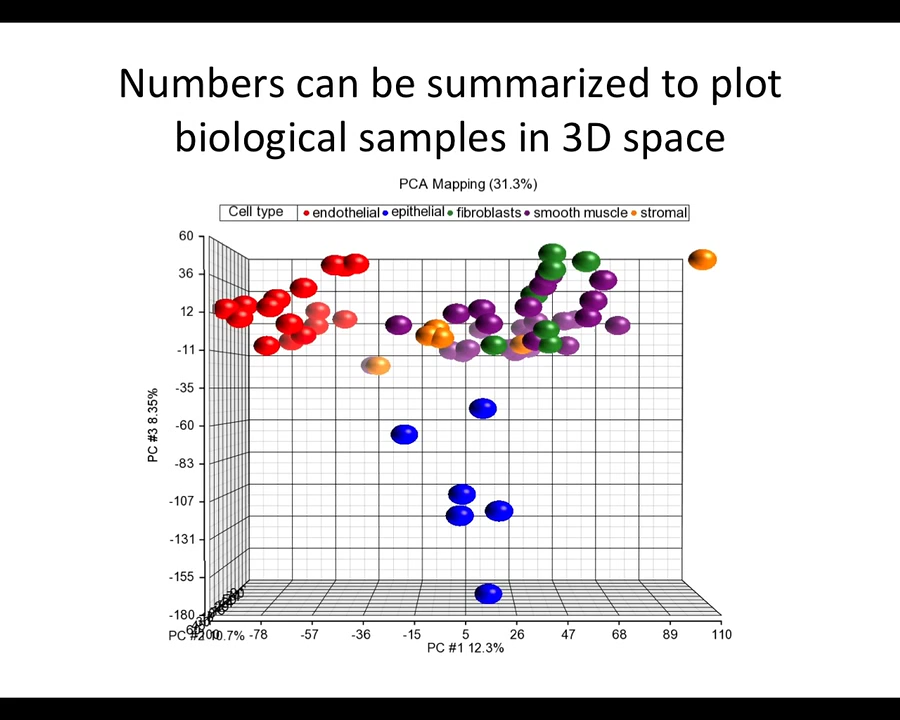 Numbers can be summarized to plot
biological samples in 3D space
PCA Mapping (31.3%)
Cell type endothelial epithelial fibroblasts smooth muscle stromal
60
36
12
-11
-35
-60
-83
-107
-131
-155
-180
PC #3 8.35%
PC #2 10.7% -78 -57 -36 -15 5 26 47 68 89 110
PC #1 12.3%